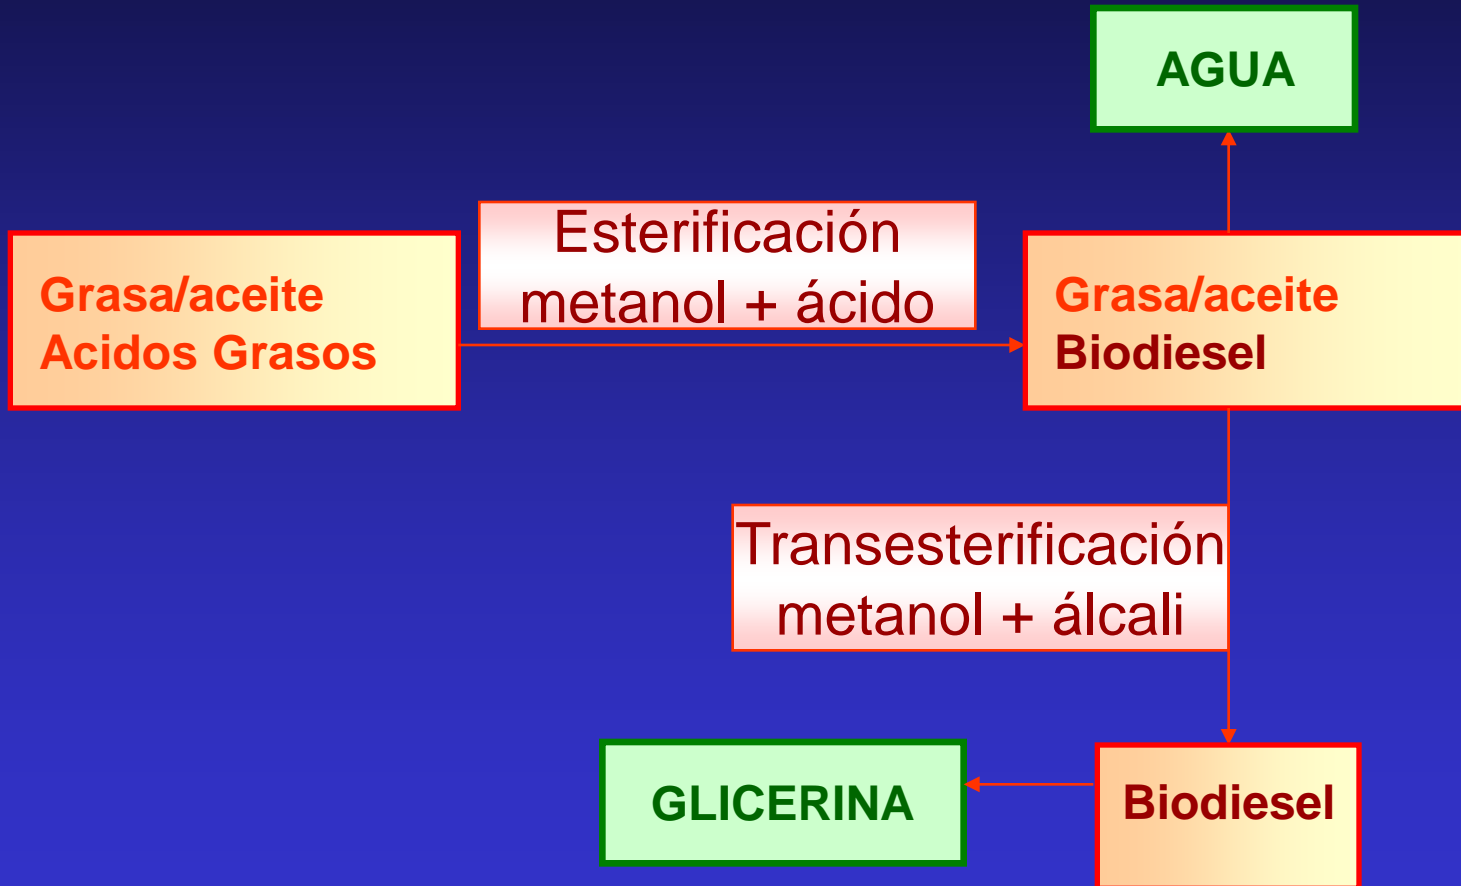 AGUA
Esterificación
metanol + ácido
Grasa/aceite
Acidos Grasos
Grasa/aceite
Biodiesel
Transesterificación
metanol + álcali
GLICERINA
Biodiesel